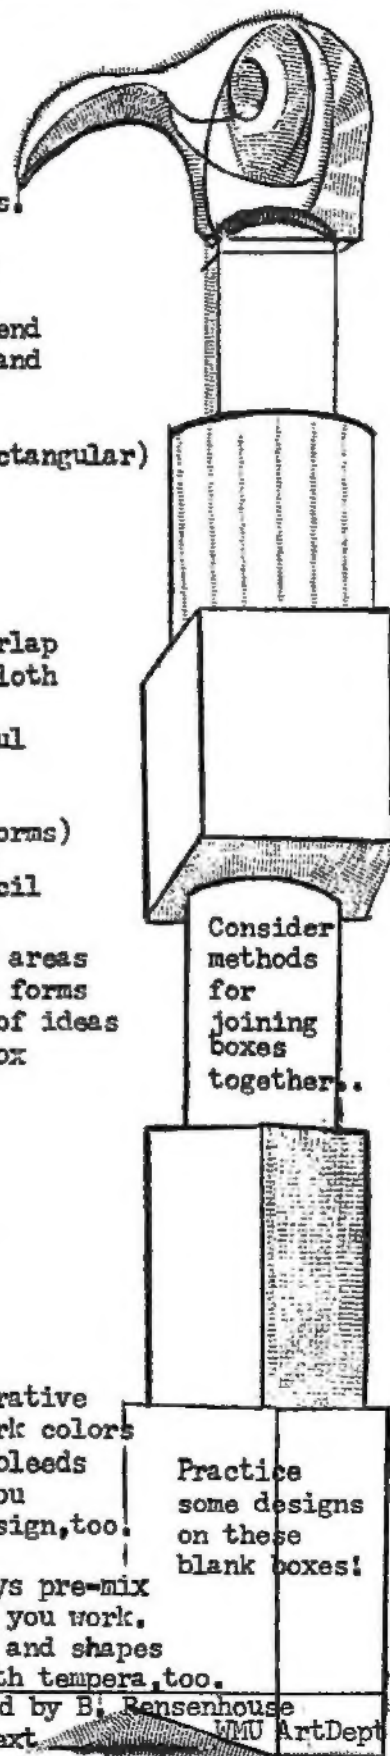 s.
end
and
ctangular)
rlap
loth
ul
orms)
cil
areas
forms
of ideas
ox
Consider
methods
for
joining
boxes
together..
rative
rk colors
bleeds
ou
sign,too.
ys pre-mix
you work.
and shapes
th tempera,too.
Practice
some designs
on these
blank boxes!
d by B. Rensenhouse
ext
WMU ArtDept